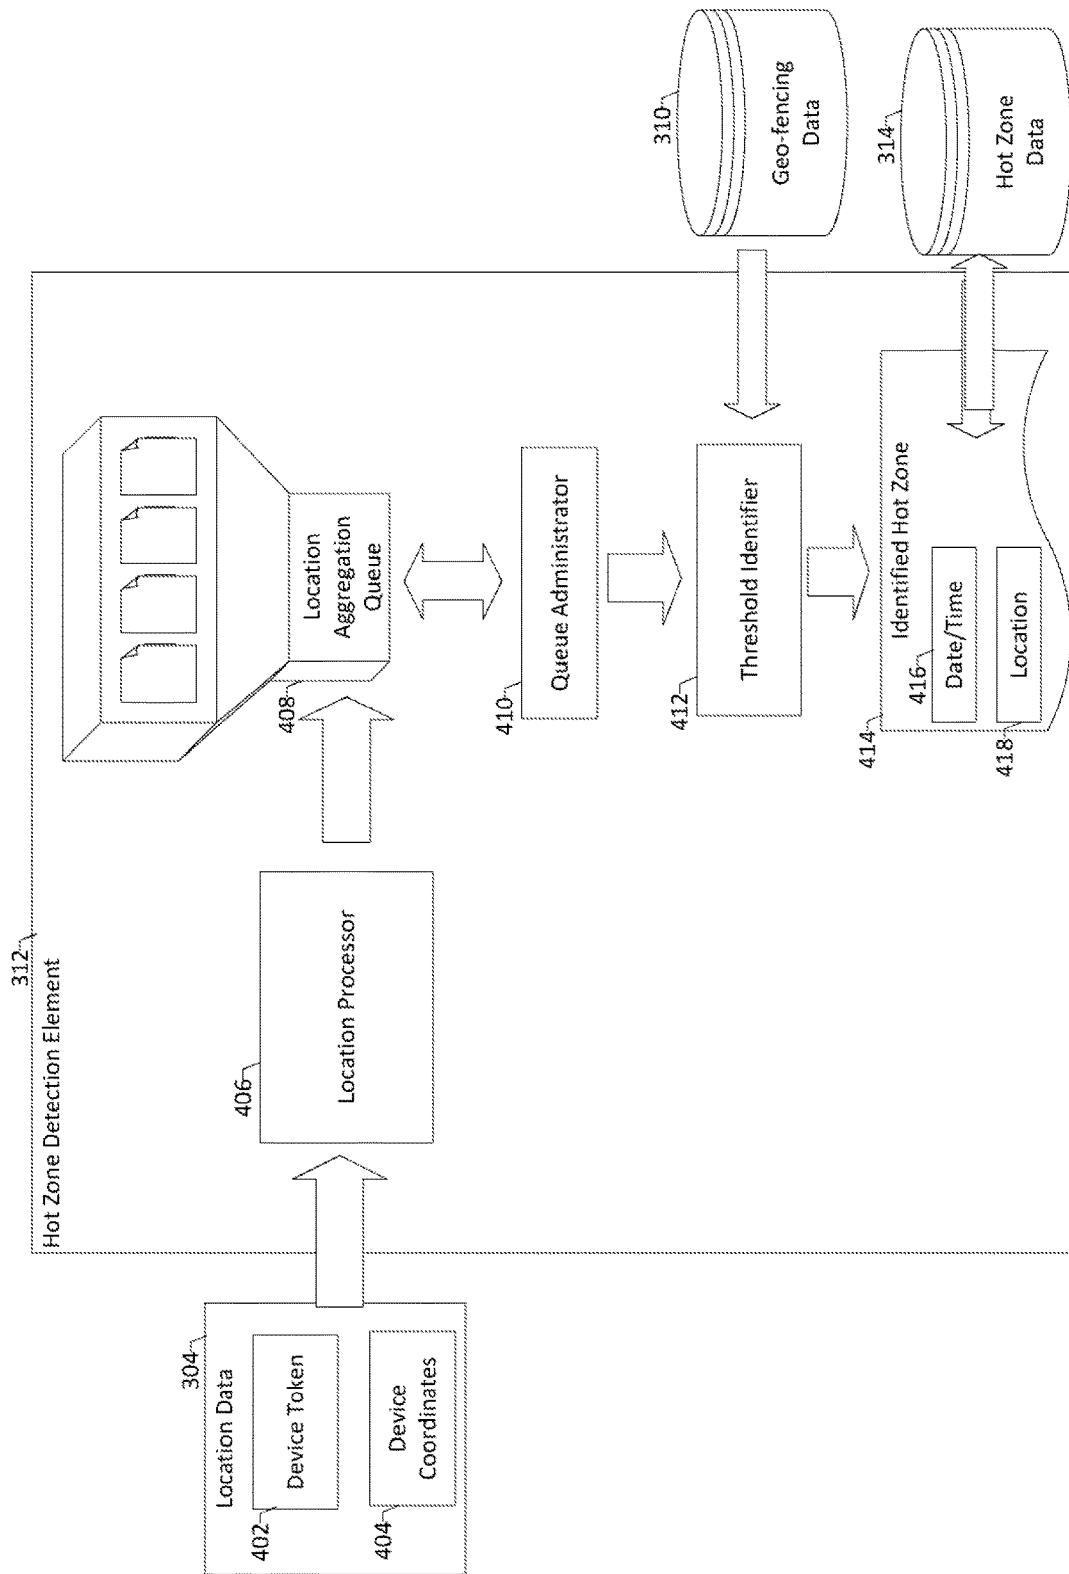 312
Hot Zone Detection Element
304
Location Data
402
Device Token
404
Device
Coordinates
406
Location Processor
408
Location
Aggregation
Queue
410
Queue Administrator
412
Threshold Identifier
310
Geo-fencing
Data
414
Identified Hot Zone
416
Date/Time
418
Location
314
Hot Zone
Data